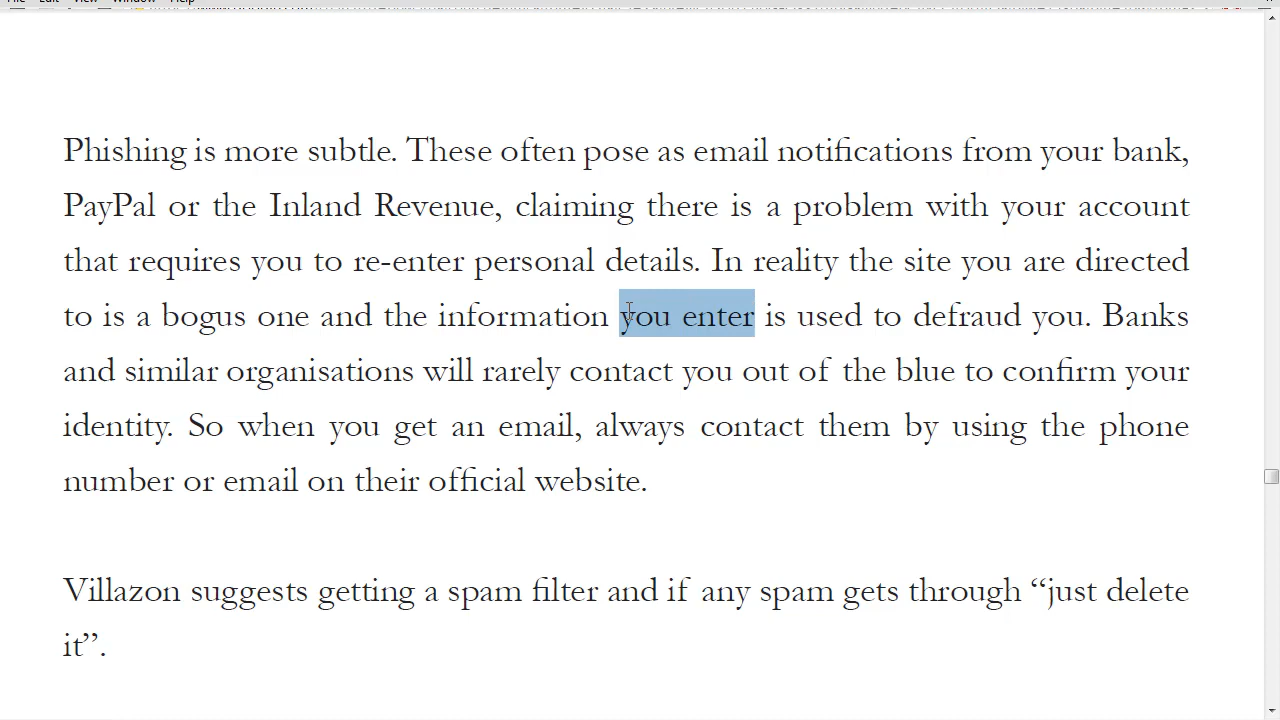 File Edit View Window Help
Phishing is more subtle. These often pose as email notifications from your bank,
PayPal or the Inland Revenue, claiming there is a problem with your account
that requires you to re-enter personal details. In reality the site you are directed
to is a bogus one and the information you enter is used to defraud you. Banks
and similar organisations will rarely contact you out of the blue to confirm your
identity. So when you get an email, always contact them by using the phone
number or email on their official website.
Villazon suggests getting a spam filter and if any spam gets through “just delete
it”.